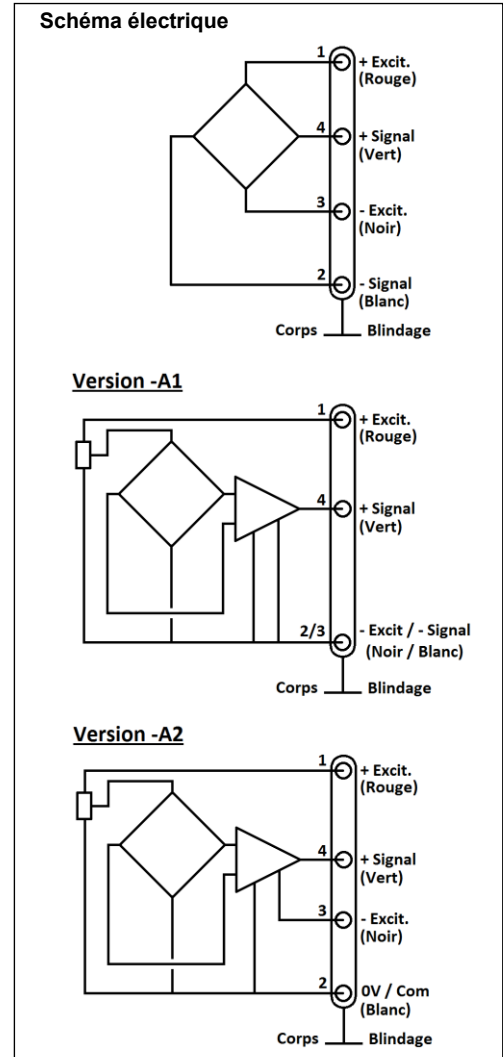 Schéma électrique
1
+ Excit.
(Rouge)
4
+ Signal
(Vert)
3
- Excit.
(Noir)
2
- Signal
(Blanc)
Corps Blindage
Version -A1
1
+ Excit.
(Rouge)
4
+ Signal
(Vert)
2/3
- Excit / - Signal
(Noir / Blanc)
Corps Blindage
Version -A2
1
+ Excit.
(Rouge)
4
+ Signal
(Vert)
3
- Excit.
(Noir)
2
0V / Com
(Blanc)
Corps Blindage